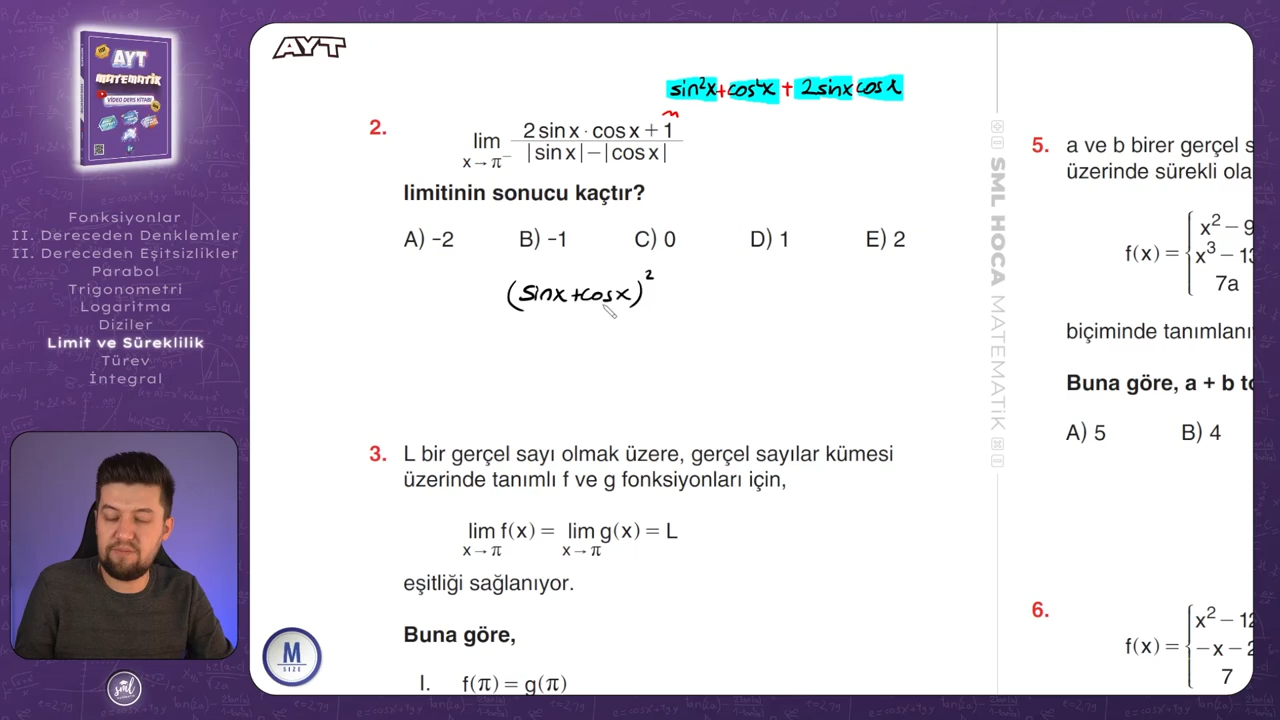 AYT
MATEMATİK
VİDEO DERS KİTABI
Fonksiyonlar
II. Dereceden Denklemler
II. Dereceden Eşitsizlikler
Parabol
Trigonometri
Logaritma
Diziler
Limit ve Süreklilik
Türev
İntegral
sml
AYT
sin²x+cos²x + 2sinx cosx
2. lim x→π⁻ (2 sin x · cos x + 1) / (|sin x| − |cos x|)
limitinin sonucu kaçtır?
A) -2 B) -1 C) 0 D) 1 E) 2
(sinx+cosx)²
3. L bir gerçel sayı olmak üzere, gerçel sayılar kümesi
üzerinde tanımlı f ve g fonksiyonları için,
lim x→π f(x) = lim x→π g(x) = L
eşitliği sağlanıyor.
Buna göre,
I. f(π) = g(π)
M
SIZE
SML HOCA MATEMATİK
5. a ve b birer gerçel s
üzerinde sürekli ola
x² − 9
f(x) = x³ − 13
7a
biçiminde tanımlanı
Buna göre, a + b to
A) 5 B) 4
6. x² − 12
f(x) = −x − 2
7